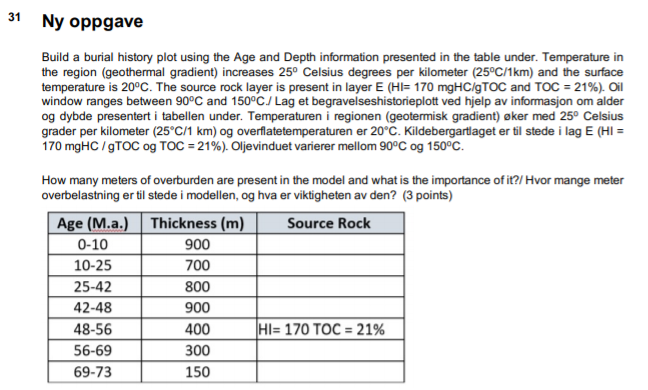 31 Ny oppgave
Build a burial history plot using the Age and Depth information presented in the table under. Temperature in
the region (geothermal gradient) increases 25º Celsius degrees per kilometer (25ºC/1km) and the surface
temperature is 20ºC. The source rock layer is present in layer E (HI= 170 mgHC/gTOC and TOC = 21%). Oil
window ranges between 90ºC and 150ºC./ Lag et begravelseshistorieplott ved hjelp av informasjon om alder
og dybde presentert i tabellen under. Temperaturen i regionen (geotermisk gradient) øker med 25º Celsius
grader per kilometer (25°C/1 km) og overflatetemperaturen er 20°C. Kildebergartlaget er til stede i lag E (HI =
170 mgHC / gTOC og TOC = 21%). Oljevinduet varierer mellom 90ºC og 150ºC.
How many meters of overburden are present in the model and what is the importance of it?/ Hvor mange meter
overbelastning er til stede i modellen, og hva er viktigheten av den? (3 points)
Age (M.a.) Thickness (m) Source Rock
0-10 900
10-25 700
25-42 800
42-48 900
48-56 400 HI= 170 TOC = 21%
56-69 300
69-73 150